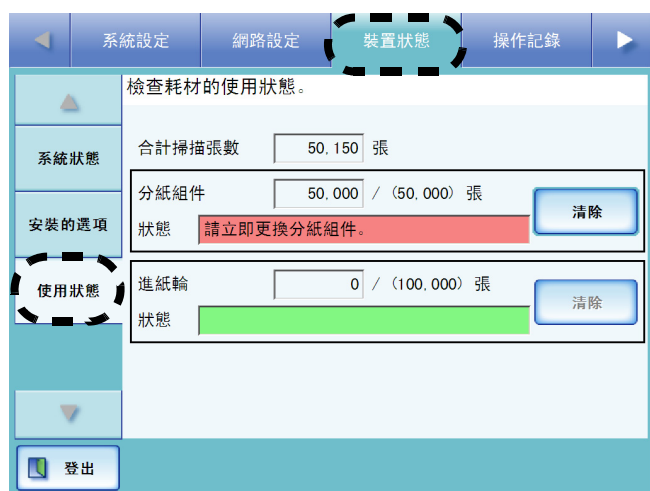 系統設定 網路設定 裝置狀態 操作記錄
檢查耗材的使用狀態。
系統狀態
安裝的選項
使用狀態
合計掃描張數 50,150 張
分紙組件 50,000 / (50,000) 張
清除
狀態 請立即更換分紙組件。
進紙輪 0 / (100,000) 張
清除
狀態
登出